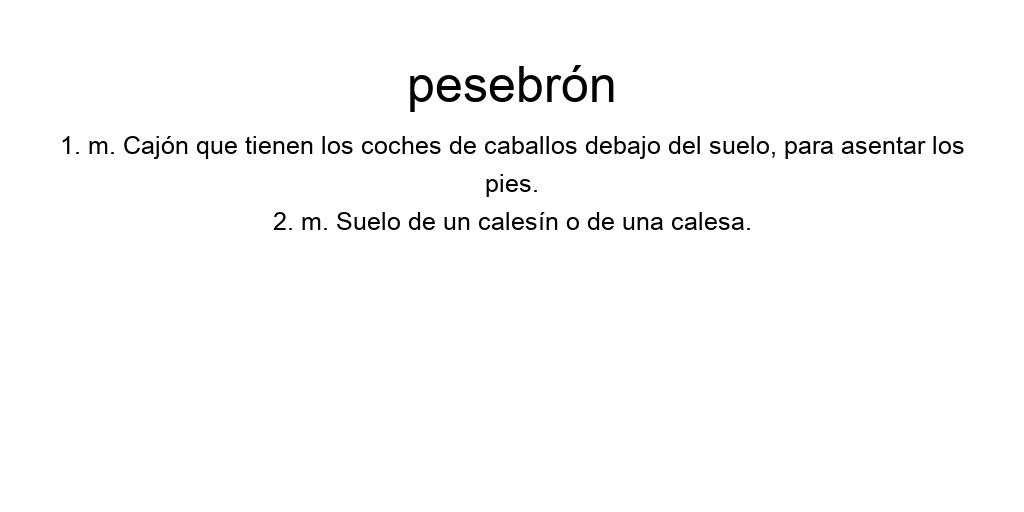 pesebrón
1. m. Cajón que tienen los coches de caballos debajo del suelo, para asentar los
pies.
2. m. Suelo de un calesín o de una calesa.